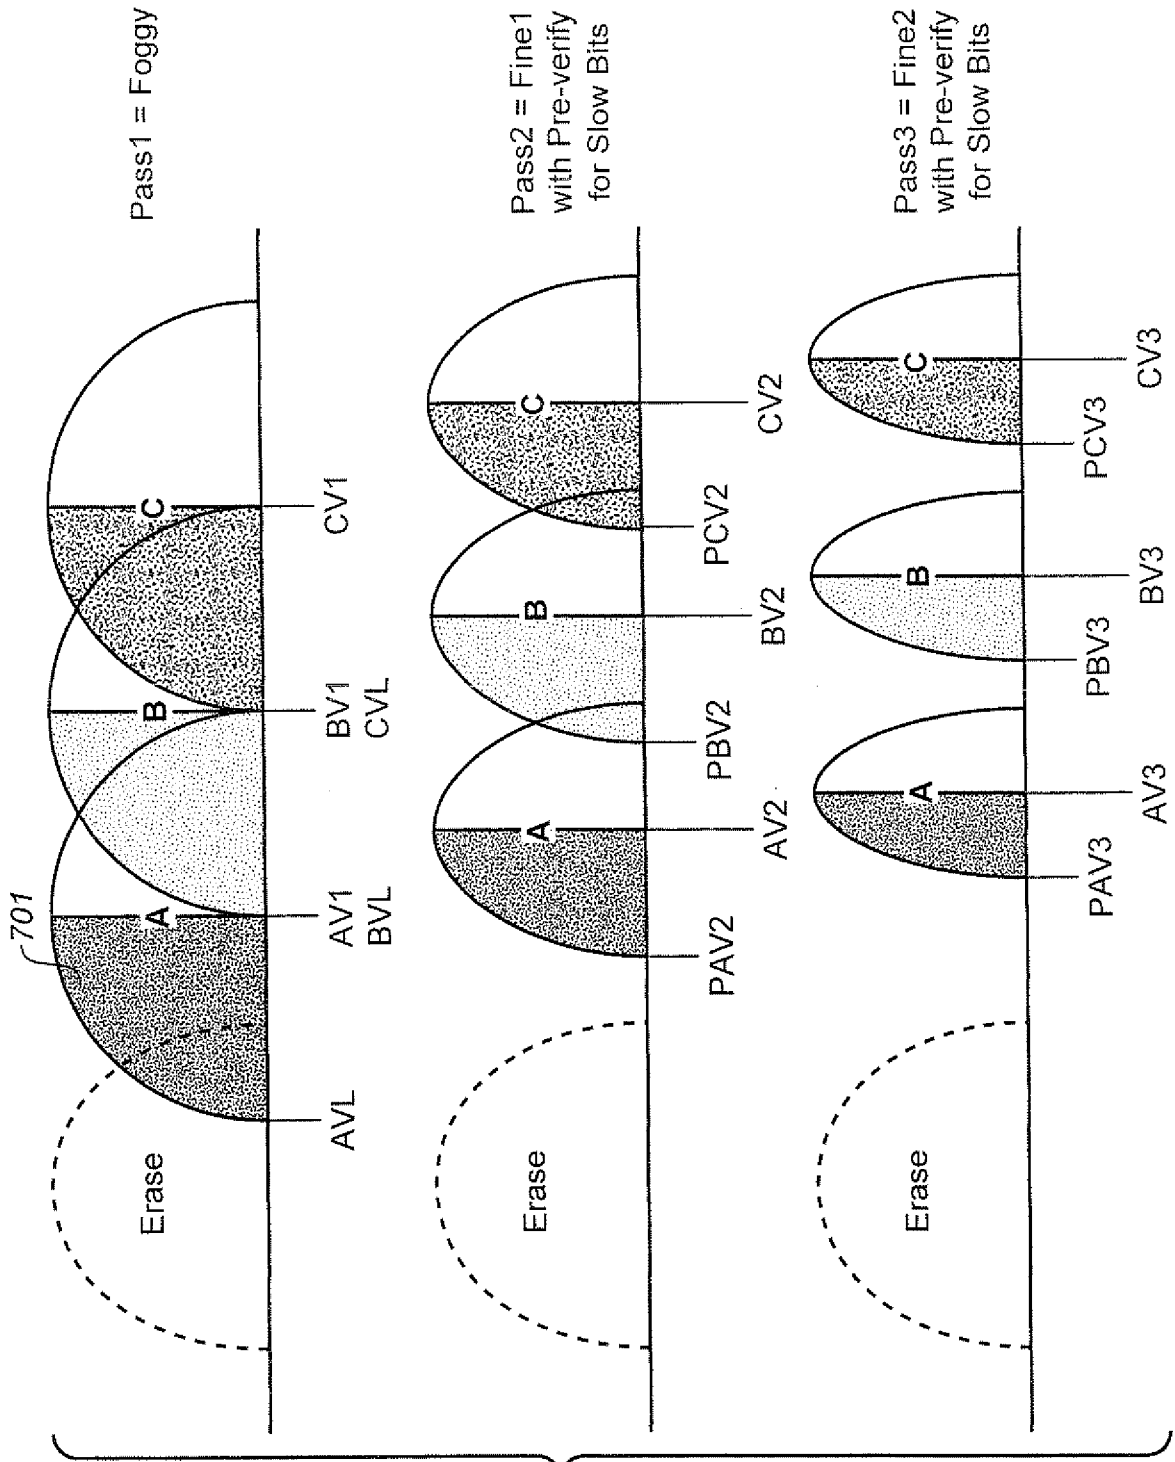 701
Erase
A
B
C
Pass1 = Foggy
AVL
AV1
BVL
BV1
CVL
CV1
Erase
A
B
C
Pass2 = Fine1
with Pre-verify
for Slow Bits
PAV2
AV2
PBV2
BV2
PCV2
CV2
Erase
A
B
C
Pass3 = Fine2
with Pre-verify
for Slow Bits
PAV3
AV3
PBV3
BV3
PCV3
CV3